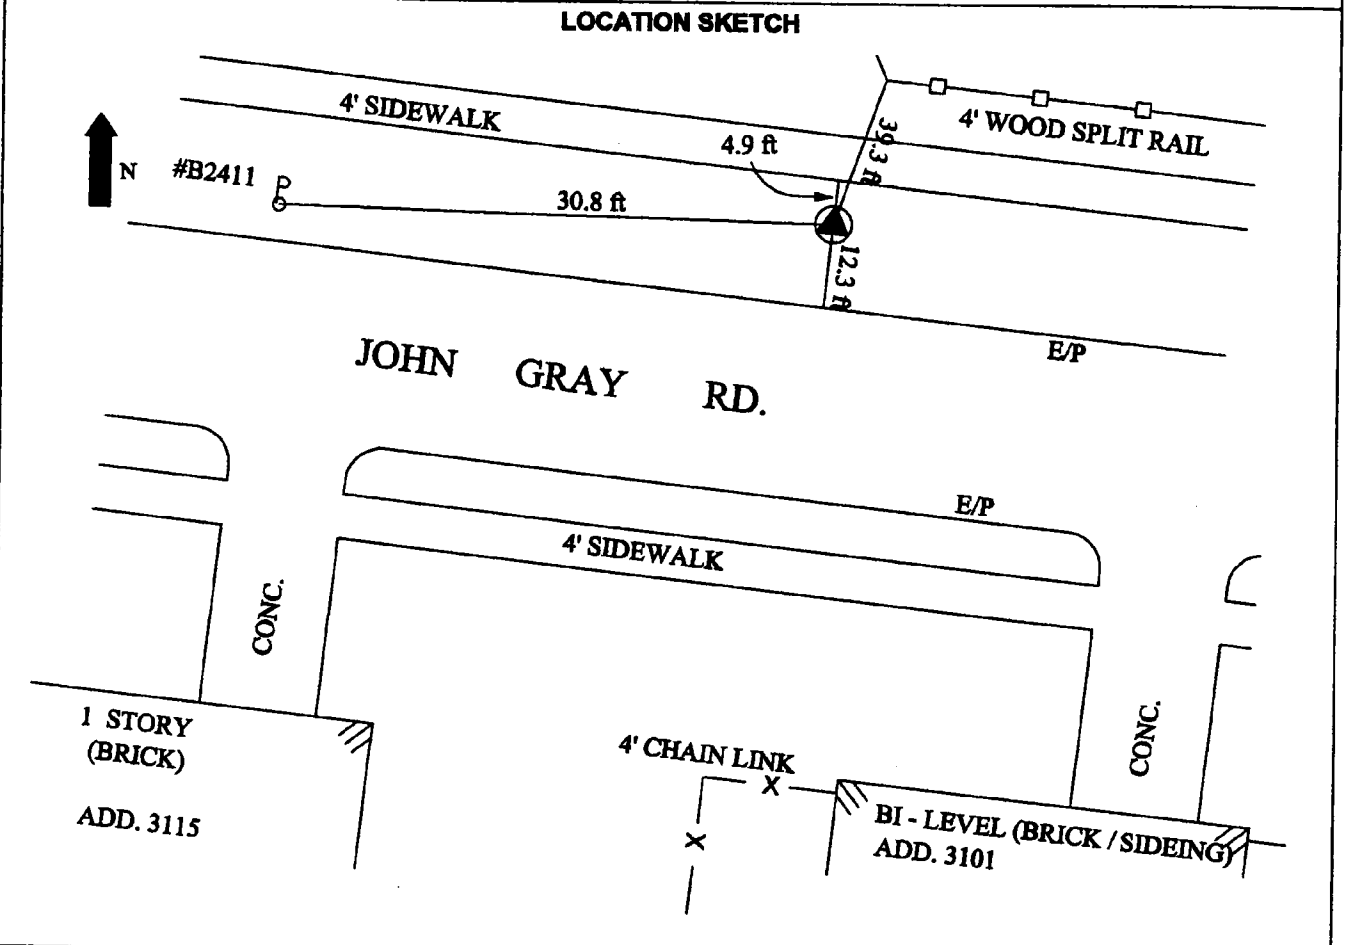 LOCATION SKETCH
4' SIDEWALK
4' WOOD SPLIT RAIL
39.3 ft
4.9 ft
N
#B2411
P
30.8 ft
12.3 ft
E/P
JOHN GRAY RD.
E/P
4' SIDEWALK
CONC.
CONC.
1 STORY
(BRICK)
ADD. 3115
4' CHAIN LINK
X
X
BI - LEVEL (BRICK / SIDEING)
ADD. 3101